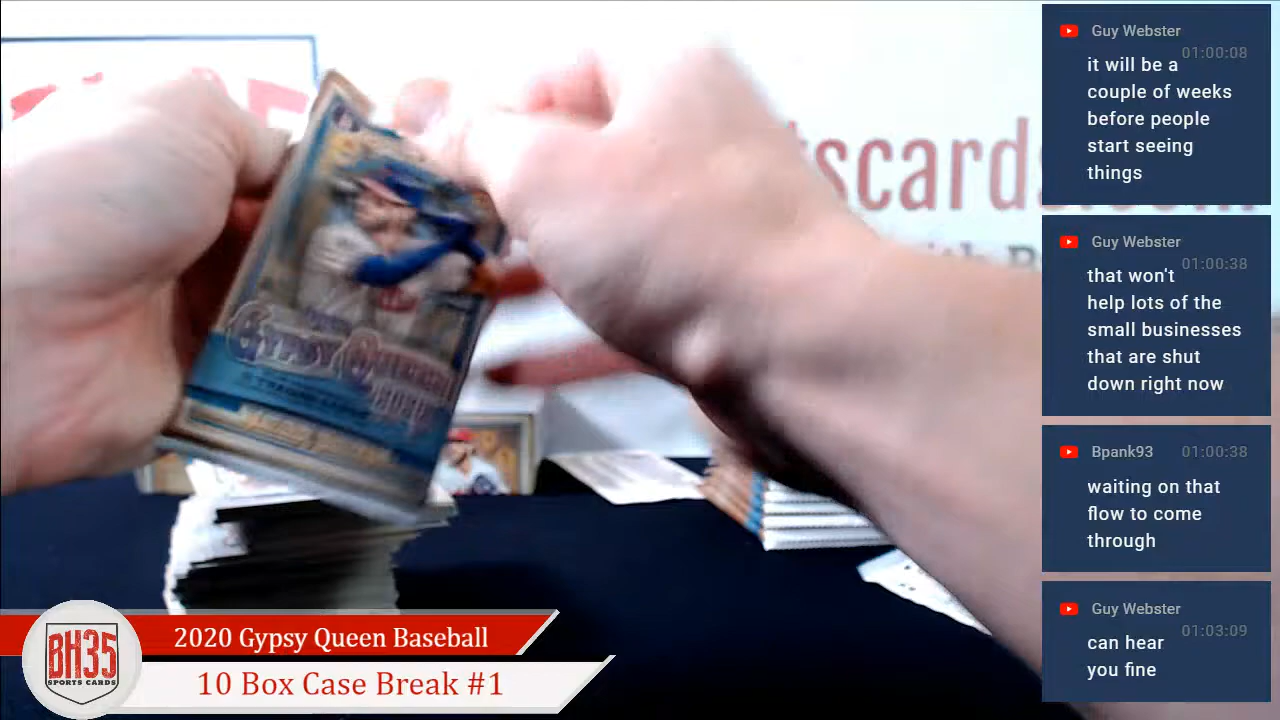 Guy Webster
01:00:08
it will be a
couple of weeks
before people
start seeing
things
Guy Webster
01:00:38
that won't
help lots of the
small businesses
that are shut
down right now
Bpank93 01:00:38
waiting on that
flow to come
through
Guy Webster
01:03:09
can hear
you fine
GYPSY QUEEN
2020
BH35
SPORTS CARDS
2020 Gypsy Queen Baseball
10 Box Case Break #1